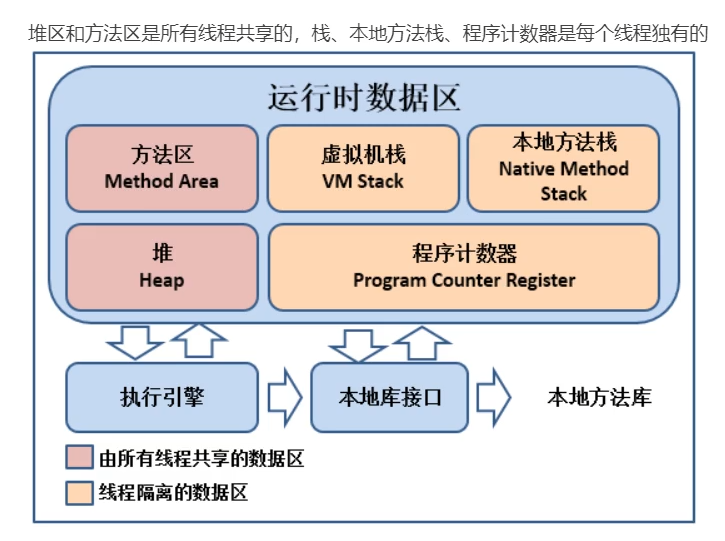 堆区和方法区是所有线程共享的，栈、本地方法栈、程序计数器是每个线程独有的
运行时数据区
方法区
Method Area
虚拟机栈
VM Stack
本地方法栈
Native Method
Stack
堆
Heap
程序计数器
Program Counter Register
执行引擎
本地库接口
本地方法库
由所有线程共享的数据区
线程隔离的数据区